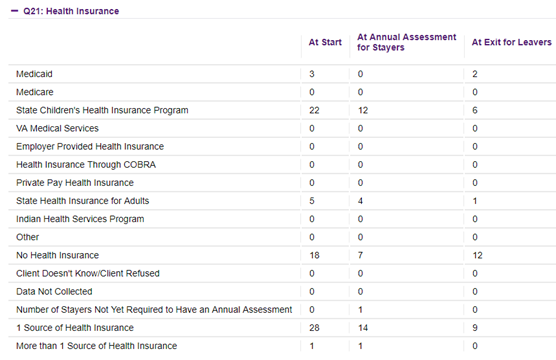 − Q21: Health Insurance
At Start At Annual Assessment for Stayers At Exit for Leavers
Medicaid 3 0 2
Medicare 0 0 0
State Children's Health Insurance Program 22 12 6
VA Medical Services 0 0 0
Employer Provided Health Insurance 0 0 0
Health Insurance Through COBRA 0 0 0
Private Pay Health Insurance 0 0 0
State Health Insurance for Adults 5 4 1
Indian Health Services Program 0 0 0
Other 0 0 0
No Health Insurance 18 7 12
Client Doesn't Know/Client Refused 0 0 0
Data Not Collected 0 0 0
Number of Stayers Not Yet Required to Have an Annual Assessment 0 1 0
1 Source of Health Insurance 28 14 9
More than 1 Source of Health Insurance 1 1 0